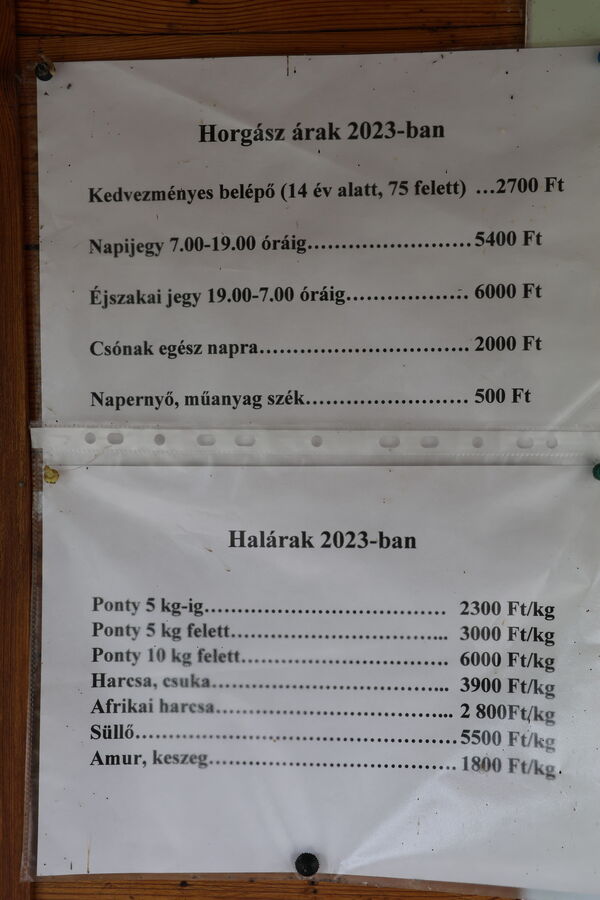 Horgász árak 2023-ban
Kedvezményes belépő (14 év alatt, 75 felett) ...2700 Ft
Napijegy 7.00-19.00 óráig........................5400 Ft
Éjszakai jegy 19.00-7.00 óráig.................. 6000 Ft
Csónak egész napra............................... 2000 Ft
Napernyő, műanyag szék........................ 500 Ft
Halárak 2023-ban
Ponty 5 kg-ig.................................... 2300 Ft/kg
Ponty 5 kg felett................................ 3000 Ft/kg
Ponty 10 kg felett.............................. 6000 Ft/kg
Harcsa, csuka................................... 3900 Ft/kg
Afrikai harcsa................................... 2 800Ft/kg
Süllő................................................5500 Ft/kg
Amur, keszeg.................................... 1800 Ft/kg.